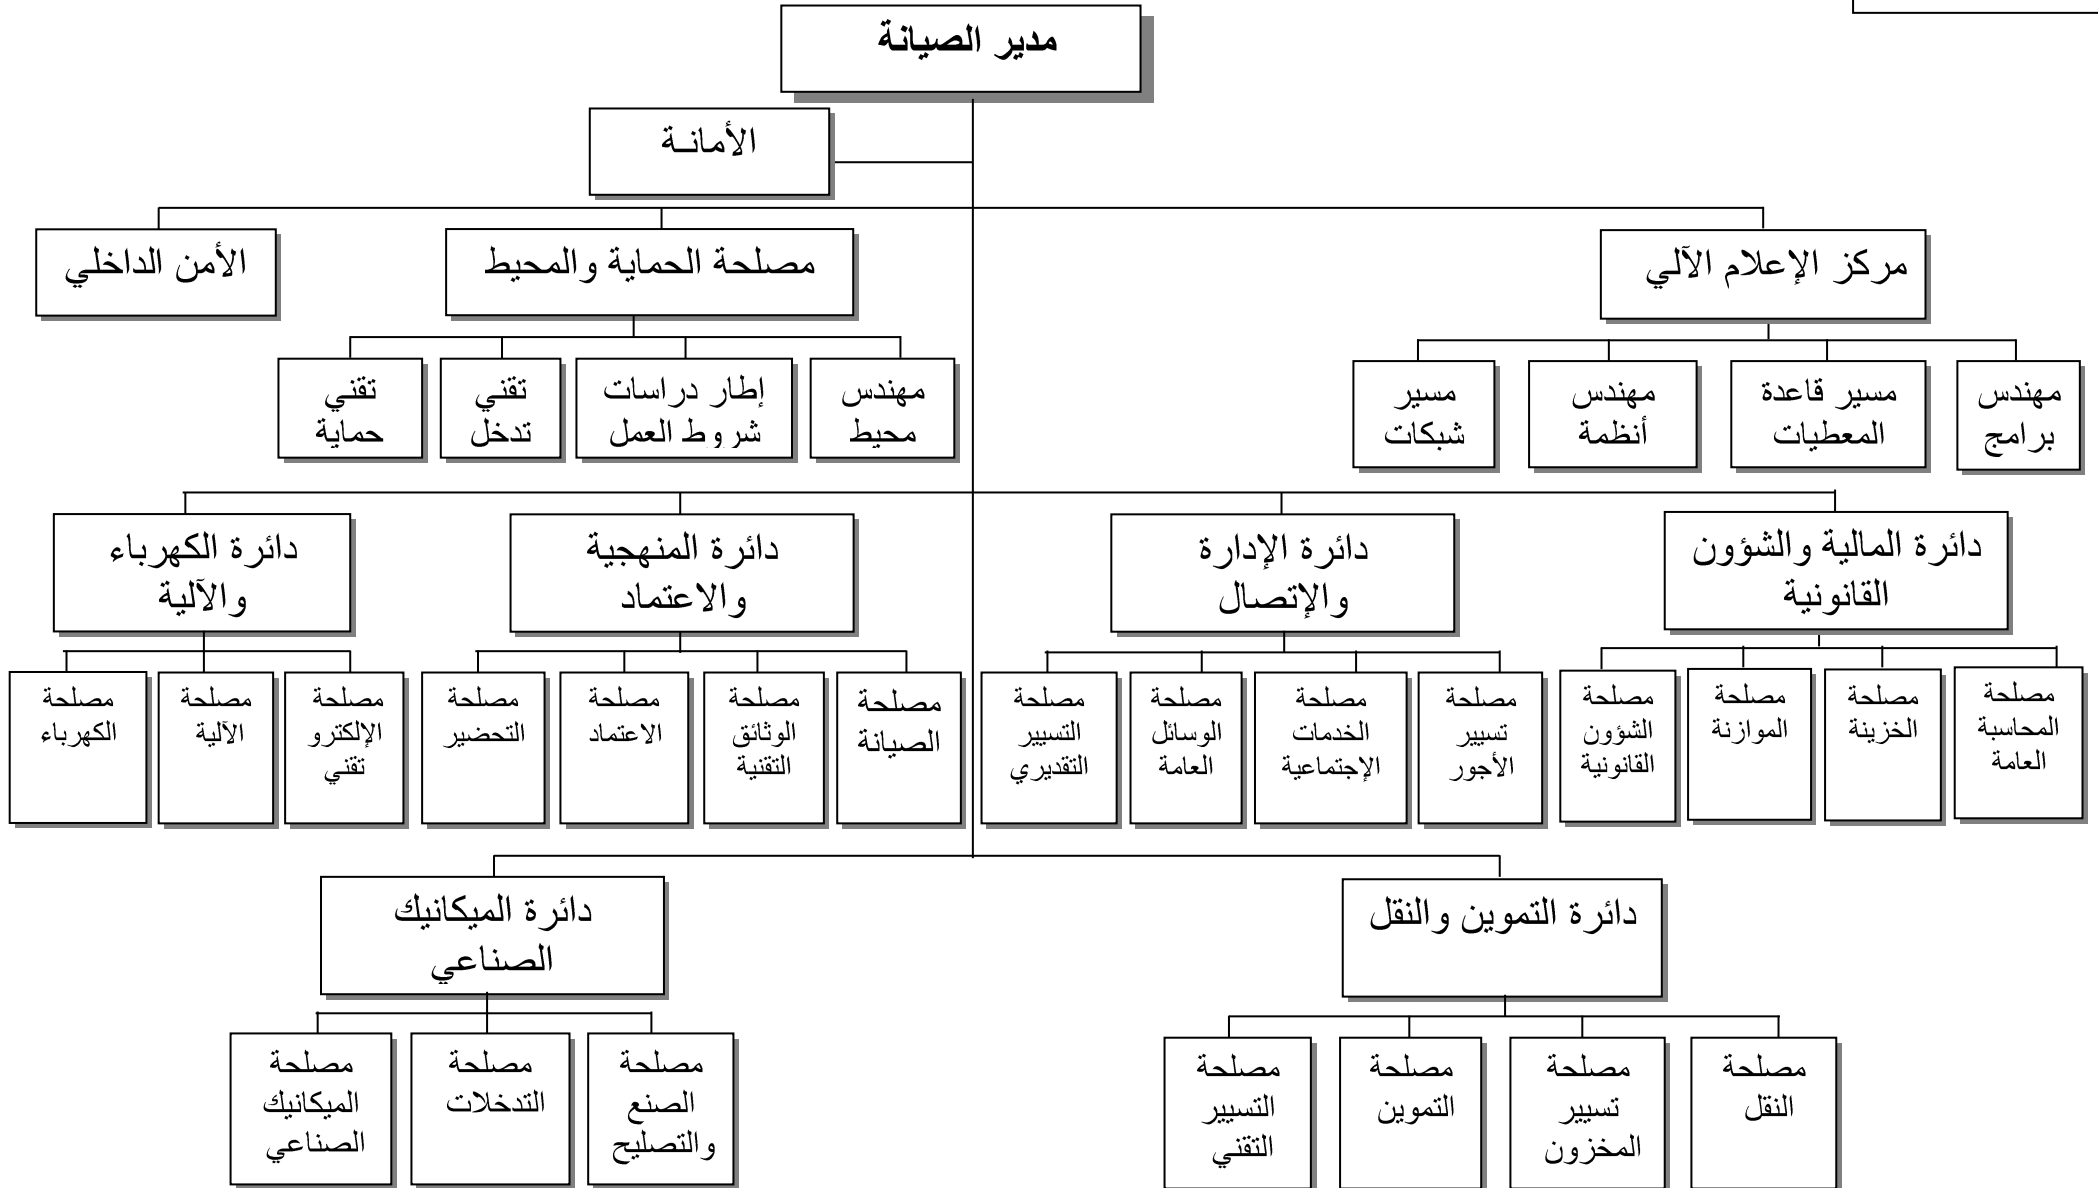 مدير الصيانة
الأمانــة
مركز الإعلام الآلي
مصلحة الحماية والمحيط
الأمن الداخلي
مهندس
برامج
مسير قاعدة
المعطيات
مهندس
أنظمة
مسير
شبكات
مهندس
محيط
إطار دراسات
شروط العمل
تقني
تدخل
تقني
حماية
دائرة المالية والشؤون
القانونية
دائرة الإدارة
والإتصال
دائرة المنهجية
والاعتماد
دائرة الكهرباء
والآلية
مصلحة
المحاسبة
العامة
مصلحة
الخزينة
مصلحة
الموازنة
مصلحة
الشؤون
القانونية
مصلحة
تسيير
الأجور
مصلحة
الخدمات
الإجتماعية
مصلحة
الوسائل
العامة
مصلحة
التسيير
التقديري
مصلحة
الصيانة
مصلحة
الوثائق
التقنية
مصلحة
الاعتماد
مصلحة
التحضير
مصلحة
الإلكترو
تقني
مصلحة
الآلية
مصلحة
الكهرباء
دائرة التموين والنقل
دائرة الميكانيك
الصناعي
مصلحة
النقل
مصلحة
تسيير
المخزون
مصلحة
التموين
مصلحة
التسيير
التقني
مصلحة
الصنع
والتصليح
مصلحة
التدخلات
مصلحة
الميكانيك
الصناعي